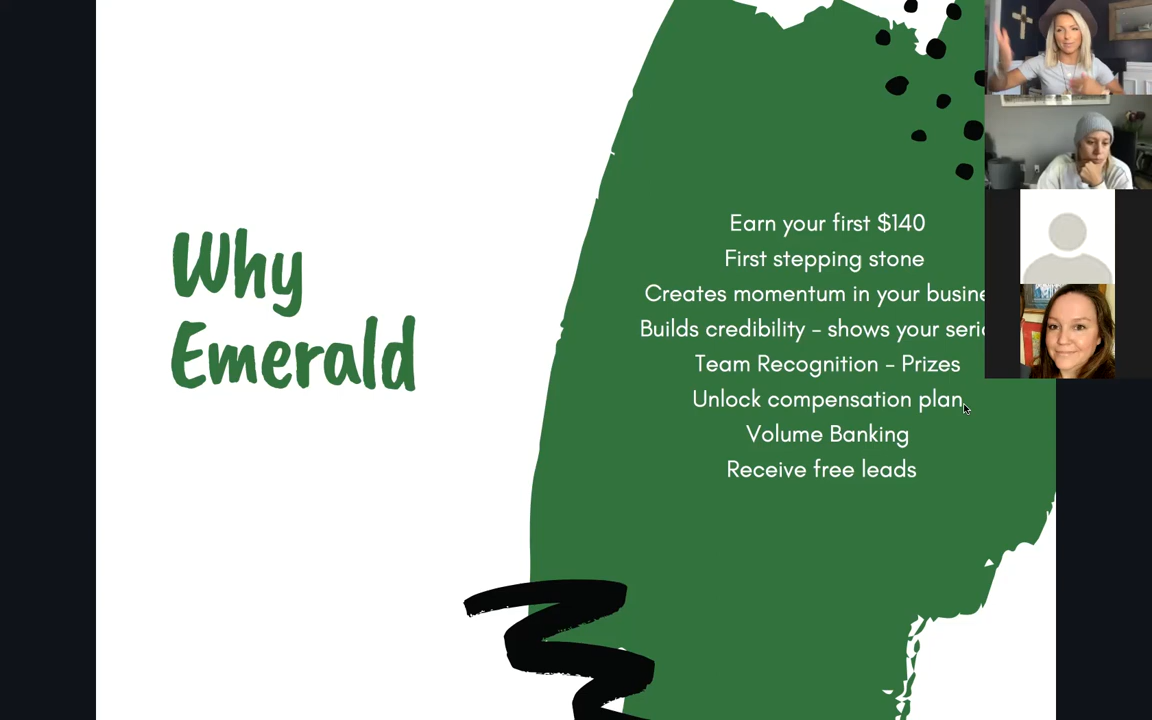 Why
Emerald
Earn your first $140
First stepping stone
Creates momentum in your
Builds credibility - shows your
Team Recognition - Prizes
Unlock compensation plan
Volume Banking
Receive free leads